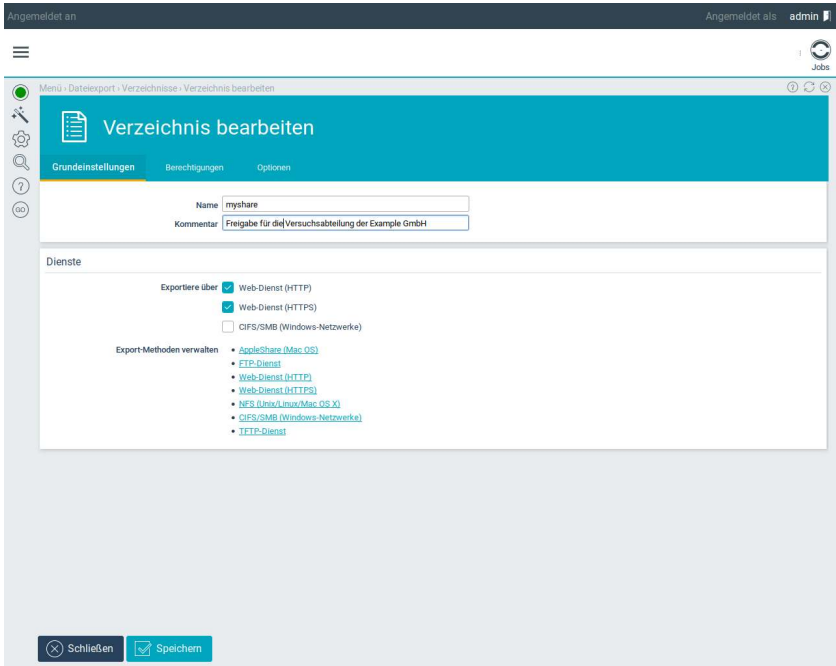 Angemeldet an
Angemeldet als admin
Jobs
Menü › Dateiexport › Verzeichnisse › Verzeichnis bearbeiten
Verzeichnis bearbeiten
Grundeinstellungen Berechtigungen Optionen
GO
Name myshare
Kommentar Freigabe für die Versuchsabteilung der Example GmbH
Dienste
Exportiere über Web-Dienst (HTTP)
Web-Dienst (HTTPS)
CIFS/SMB (Windows-Netzwerke)
Export-Methoden verwalten • AppleShare (Mac OS)
• FTP-Dienst
• Web-Dienst (HTTP)
• Web-Dienst (HTTPS)
• NFS (Unix/Linux/Mac OS X)
• CIFS/SMB (Windows-Netzwerke)
• TFTP-Dienst
Schließen Speichern